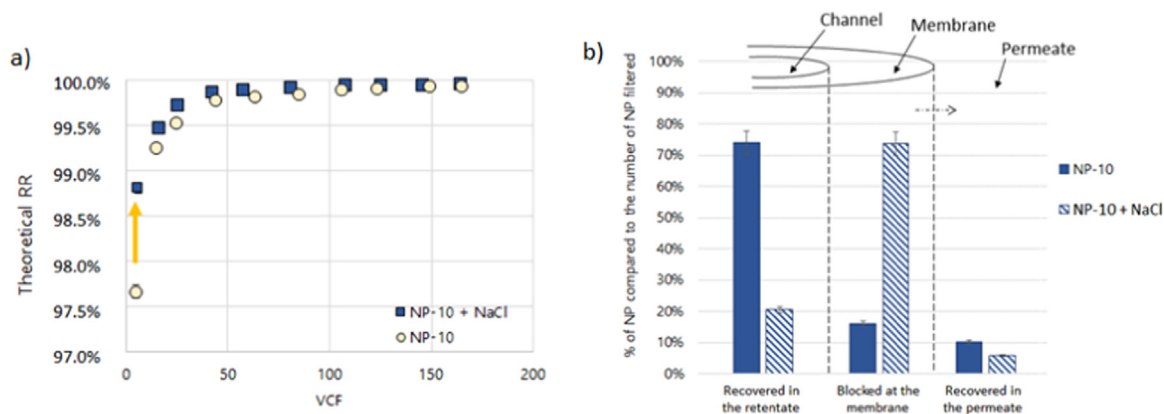 a)
100.0%
99.5%
99.0%
98.5%
98.0%
97.5%
97.0%
Theoretical RR
NP-10 + NaCl
NP-10
0
50
100
150
200
VCF
b)
Channel
Membrane
Permeate
100%
90%
80%
70%
60%
50%
40%
30%
20%
10%
0%
% of NP compared to the number of NP filtered
NP-10
NP-10 + NaCl
Recovered in
the retentate
Blocked at the
membrane
Recovered in
the permeate